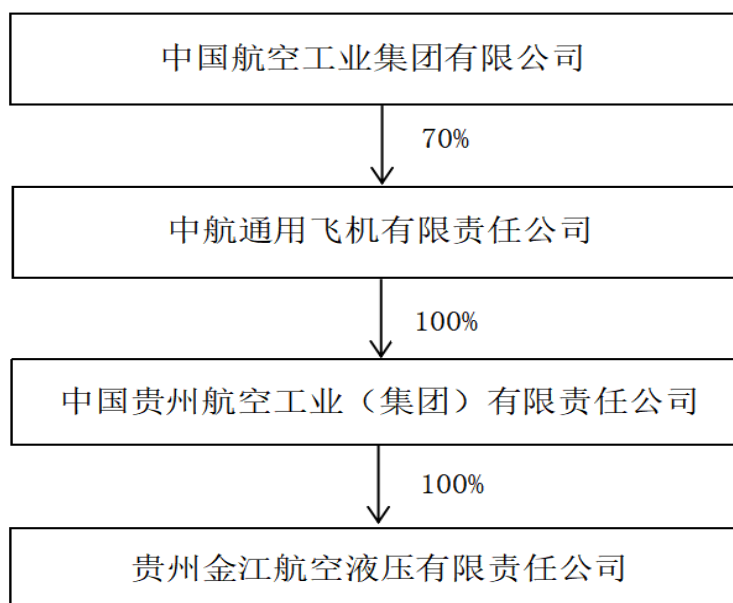 中国航空工业集团有限公司
70%
中航通用飞机有限责任公司
100%
中国贵州航空工业（集团）有限责任公司
100%
贵州金江航空液压有限责任公司